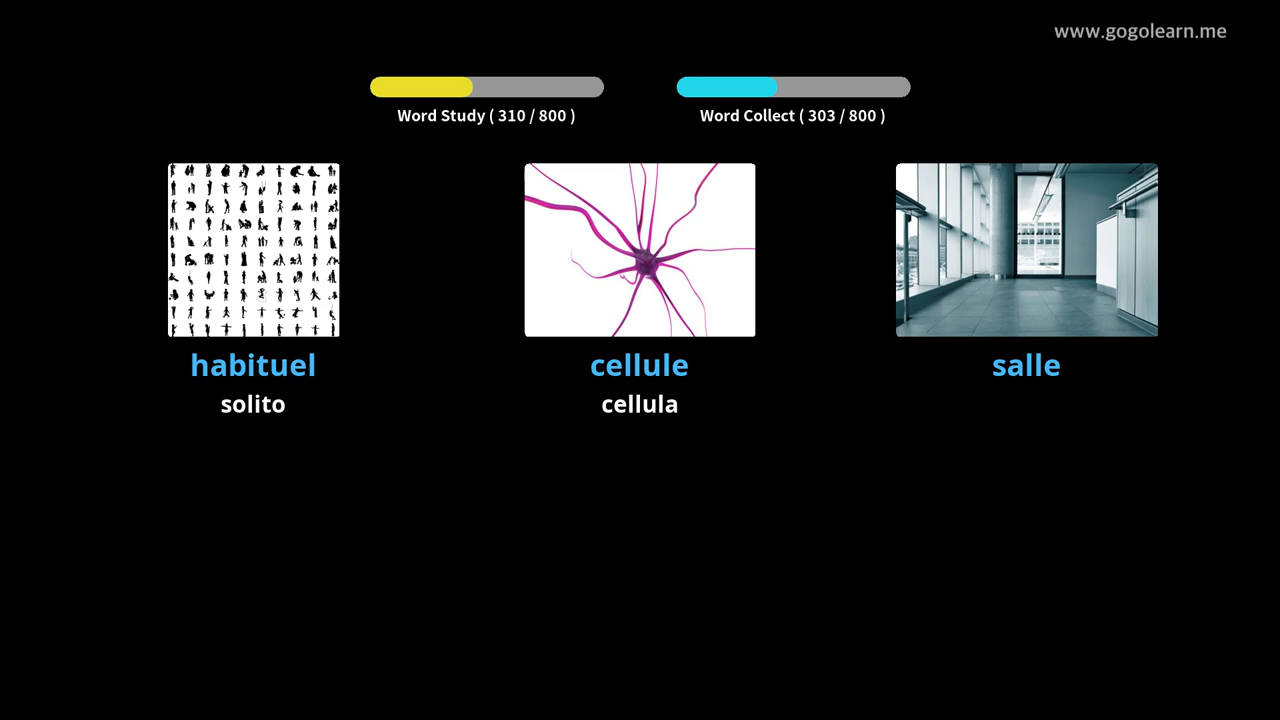 www.gogolearn.me
Word Study ( 310 / 800 )
Word Collect ( 303 / 800 )
habituel
cellule
salle
solito
cellula